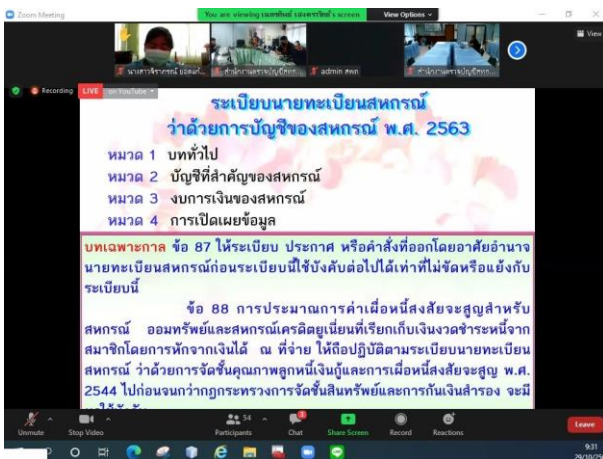 Zoom Meeting
You are viewing
screen
View Options
View
admin สตท
Recording
LIVE on YouTube
ระเบียบนายทะเบียนสหกรณ์
ว่าด้วยการบัญชีของสหกรณ์ พ.ศ. 2563
หมวด 1 บททั่วไป
หมวด 2 บัญชีที่สำคัญของสหกรณ์
หมวด 3 งบการเงินของสหกรณ์
หมวด 4 การเปิดเผยข้อมูล
บทเฉพาะกาล ข้อ 87 ให้ระเบียบ ประกาศ หรือคำสั่งที่ออกโดยอาศัยอำนาจ
นายทะเบียนสหกรณ์ก่อนระเบียบนี้ใช้บังคับต่อไปได้เท่าที่ไม่ขัดหรือแย้งกับ
ระเบียบนี้
ข้อ 88 การประมาณการค่าเผื่อหนี้สงสัยจะสูญสำหรับ
สหกรณ์ ออมทรัพย์และสหกรณ์เครดิตยูเนี่ยนที่เรียกเก็บเงินงวดชำระหนี้จาก
สมาชิกโดยการหักจากเงินได้ ณ ที่จ่าย ให้ถือปฏิบัติตามระเบียบนายทะเบียน
สหกรณ์ ว่าด้วยการจัดชั้นคุณภาพลูกหนี้เงินกู้และการเผื่อหนี้สงสัยจะสูญ พ.ศ.
2544 ไปก่อนจนกว่ากฎกระทรวงการจัดชั้นสินทรัพย์และการกันเงินสำรอง จะมี
Unmute
Stop Video
54
Participants
3
Chat
Share Screen
Record
Reactions
Leave
9:31